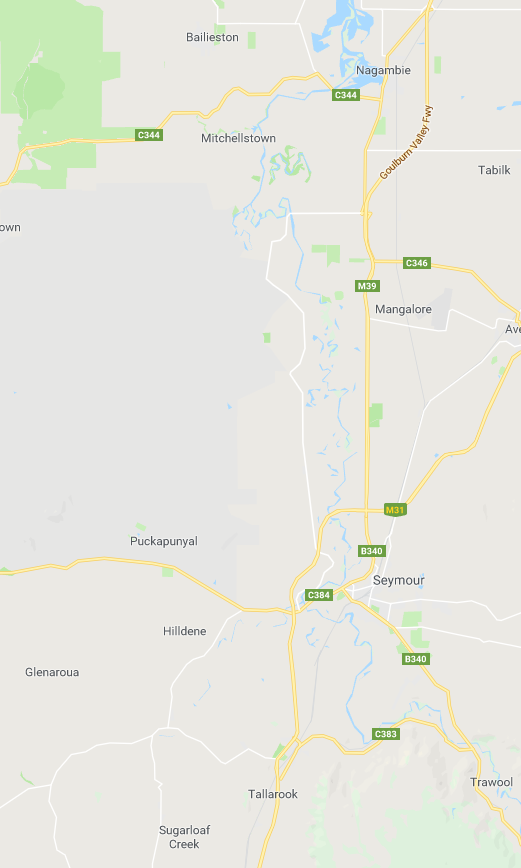 Bailieston
Nagambie
C344
C344
Mitchellstown
Goulburn Valley Fwy
Tabilk
own
C346
M39
Mangalore
Ave
M31
Puckapunyal
B340
Seymour
C384
Hilldene
B340
Glenaroua
C383
Trawool
Tallarook
Sugarloaf
Creek